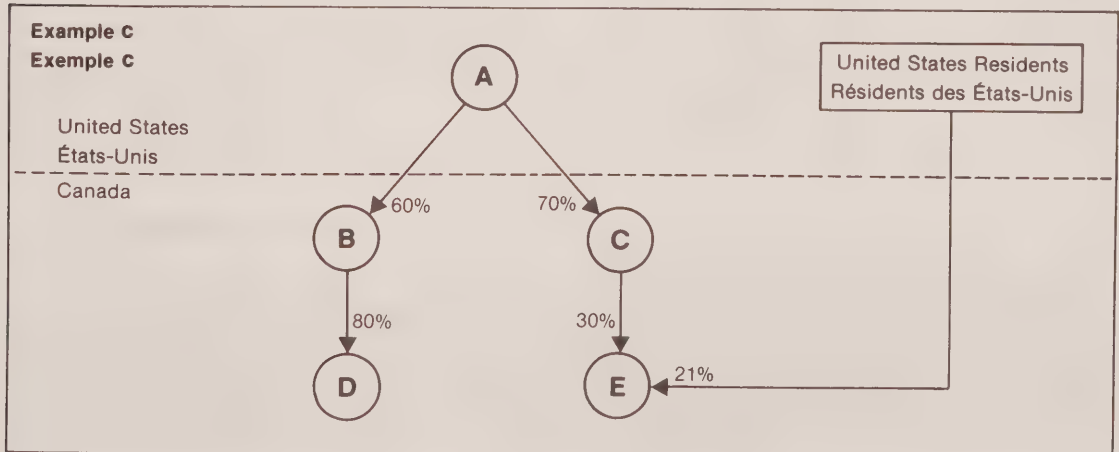 Example C
Exemple C
A
United States Residents
Résidents des États-Unis
United States
États-Unis
Canada
60%
70%
B
C
80%
30%
D
E
21%